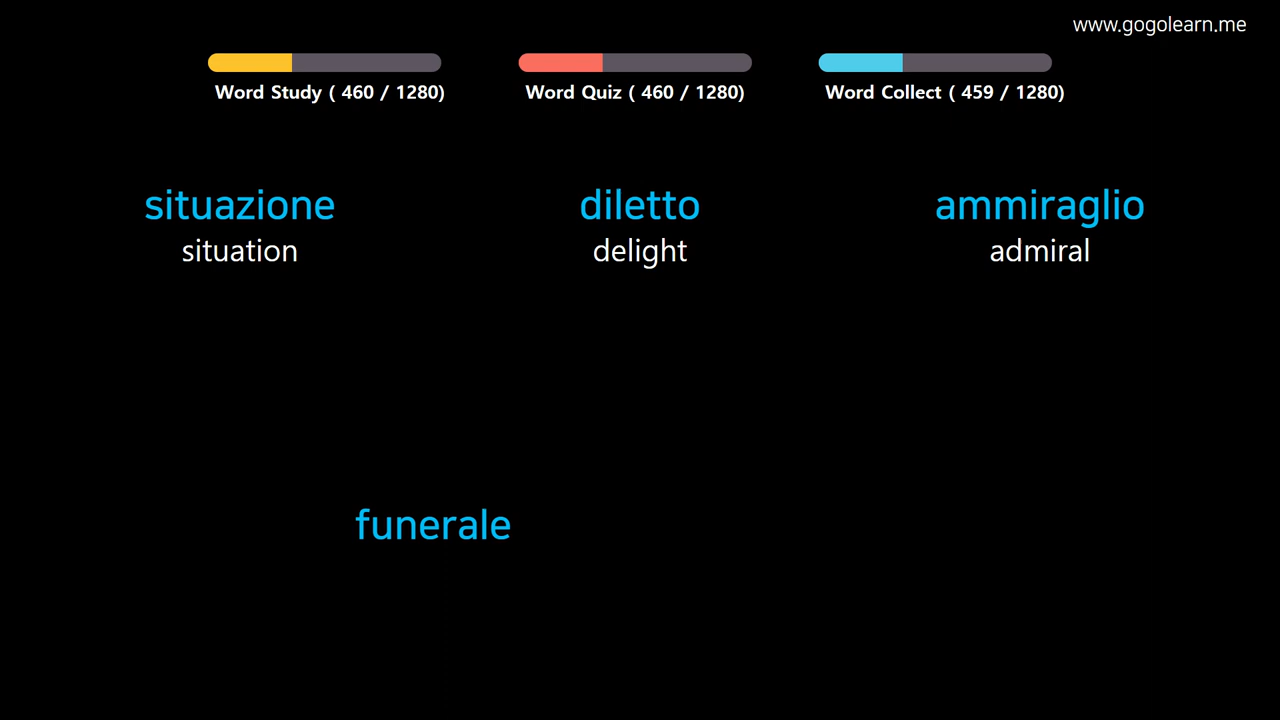 www.gogolearn.me
Word Study ( 460 / 1280)
Word Quiz ( 460 / 1280)
Word Collect ( 459 / 1280)
situazione
situation
diletto
delight
ammiraglio
admiral
funerale